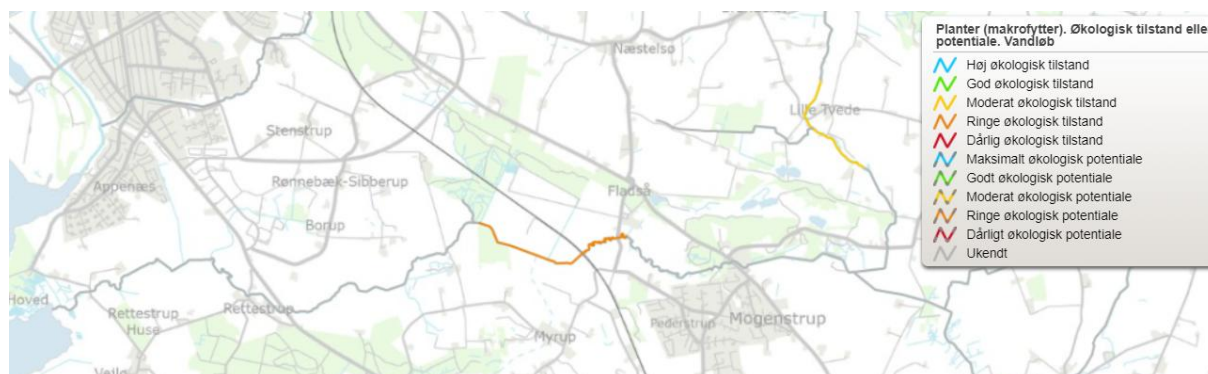 Næstelsø
Lille Tvede
Stenstrup
Appenæs
Rønnebæk-Sibberup
Fladså
Borup
Hoved
Rettestrup
Huse
Rettestrup
Myrup
Pederstrup
Mogenstrup
Vejlø
Planter (makrofytter). Økologisk tilstand elle
potentiale. Vandløb
Høj økologisk tilstand
God økologisk tilstand
Moderat økologisk tilstand
Ringe økologisk tilstand
Dårlig økologisk tilstand
Maksimalt økologisk potentiale
Godt økologisk potentiale
Moderat økologisk potentiale
Ringe økologisk potentiale
Dårligt økologisk potentiale
Ukendt